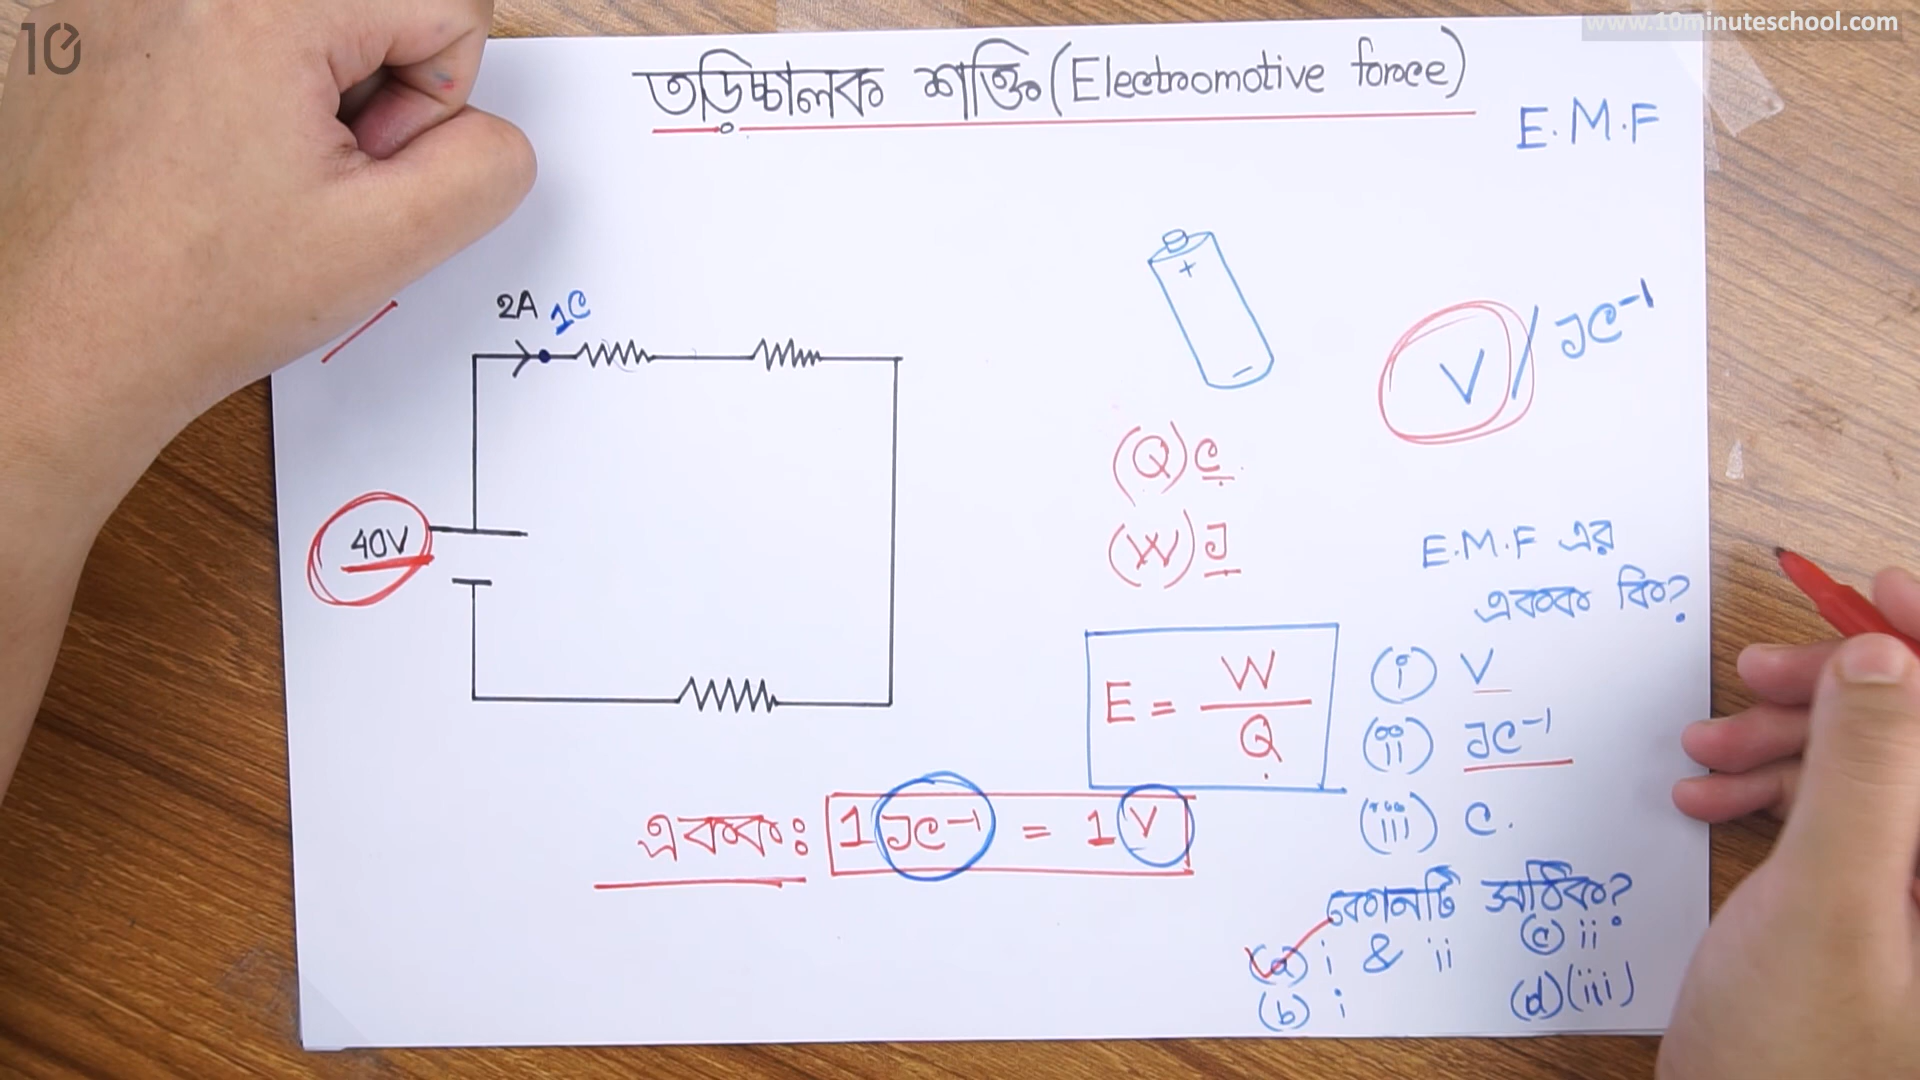 10
www.10minuteschool.com
তড়িচ্চালক শক্তি (Electromotive force)
E.M.F
2A 1C
40V
+
-
V/JC⁻¹
(Q) C
(W) J
E = W/Q
একক: 1 JC⁻¹ = 1 V
E.M.F এর
একক কি?
(i) V
(ii) JC⁻¹
(iii) C.
কোনটি সঠিক?
(a) i & ii
(c) ii
(b) i
(d) (iii)